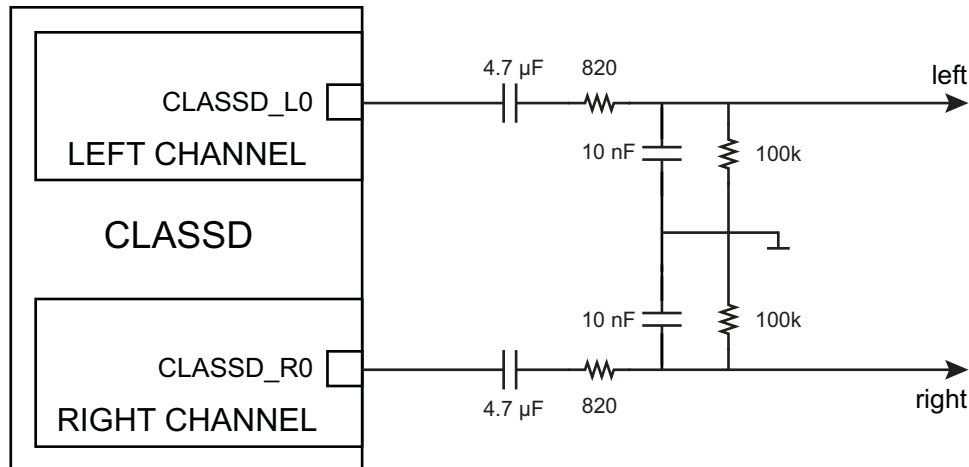 4.7 µF
820
left
CLASSD_L0
LEFT CHANNEL
10 nF
100k
CLASSD
10 nF
100k
CLASSD_R0
RIGHT CHANNEL
4.7 µF
820
right